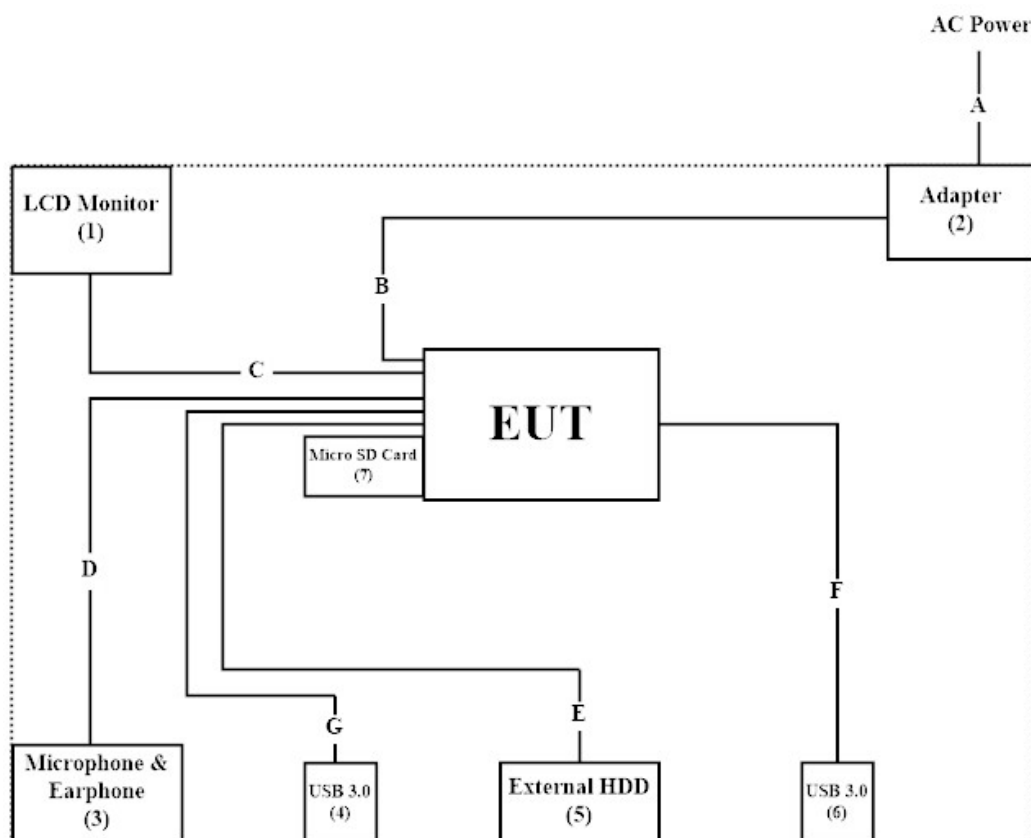 AC Power
A
LCD Monitor
(1)
Adapter
(2)
B
C
EUT
Micro SD Card
(7)
D
F
G
E
Microphone &
Earphone
(3)
USB 3.0
(4)
External HDD
(5)
USB 3.0
(6)